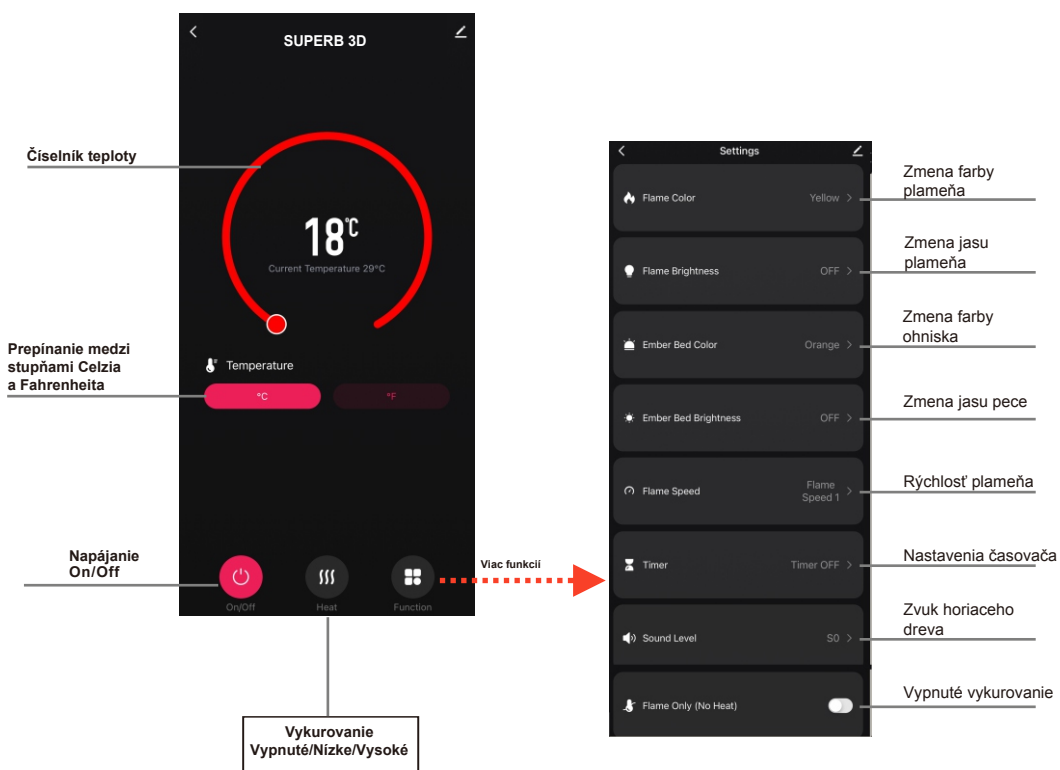 SUPERB 3D
Číselník teploty
18°C
Current Temperature 29°C
Prepínanie medzi
stupňami Celzia
a Fahrenheita
Temperature
°C
°F
Napájanie
On/Off
On/Off
Heat
Function
Viac funkcií
Vykurovanie
Vypnuté/Nízke/Vysoké
Settings
Flame Color
Yellow
Zmena farby
plameňa
Flame Brightness
OFF
Zmena jasu
plameňa
Ember Bed Color
Orange
Zmena farby
ohniska
Ember Bed Brightness
OFF
Zmena jasu pece
Flame Speed
Flame
Speed 1
Rýchlosť plameňa
Timer
Timer OFF
Nastavenia časovača
Sound Level
S0
Zvuk horiaceho
dreva
Flame Only (No Heat)
Vypnuté vykurovanie